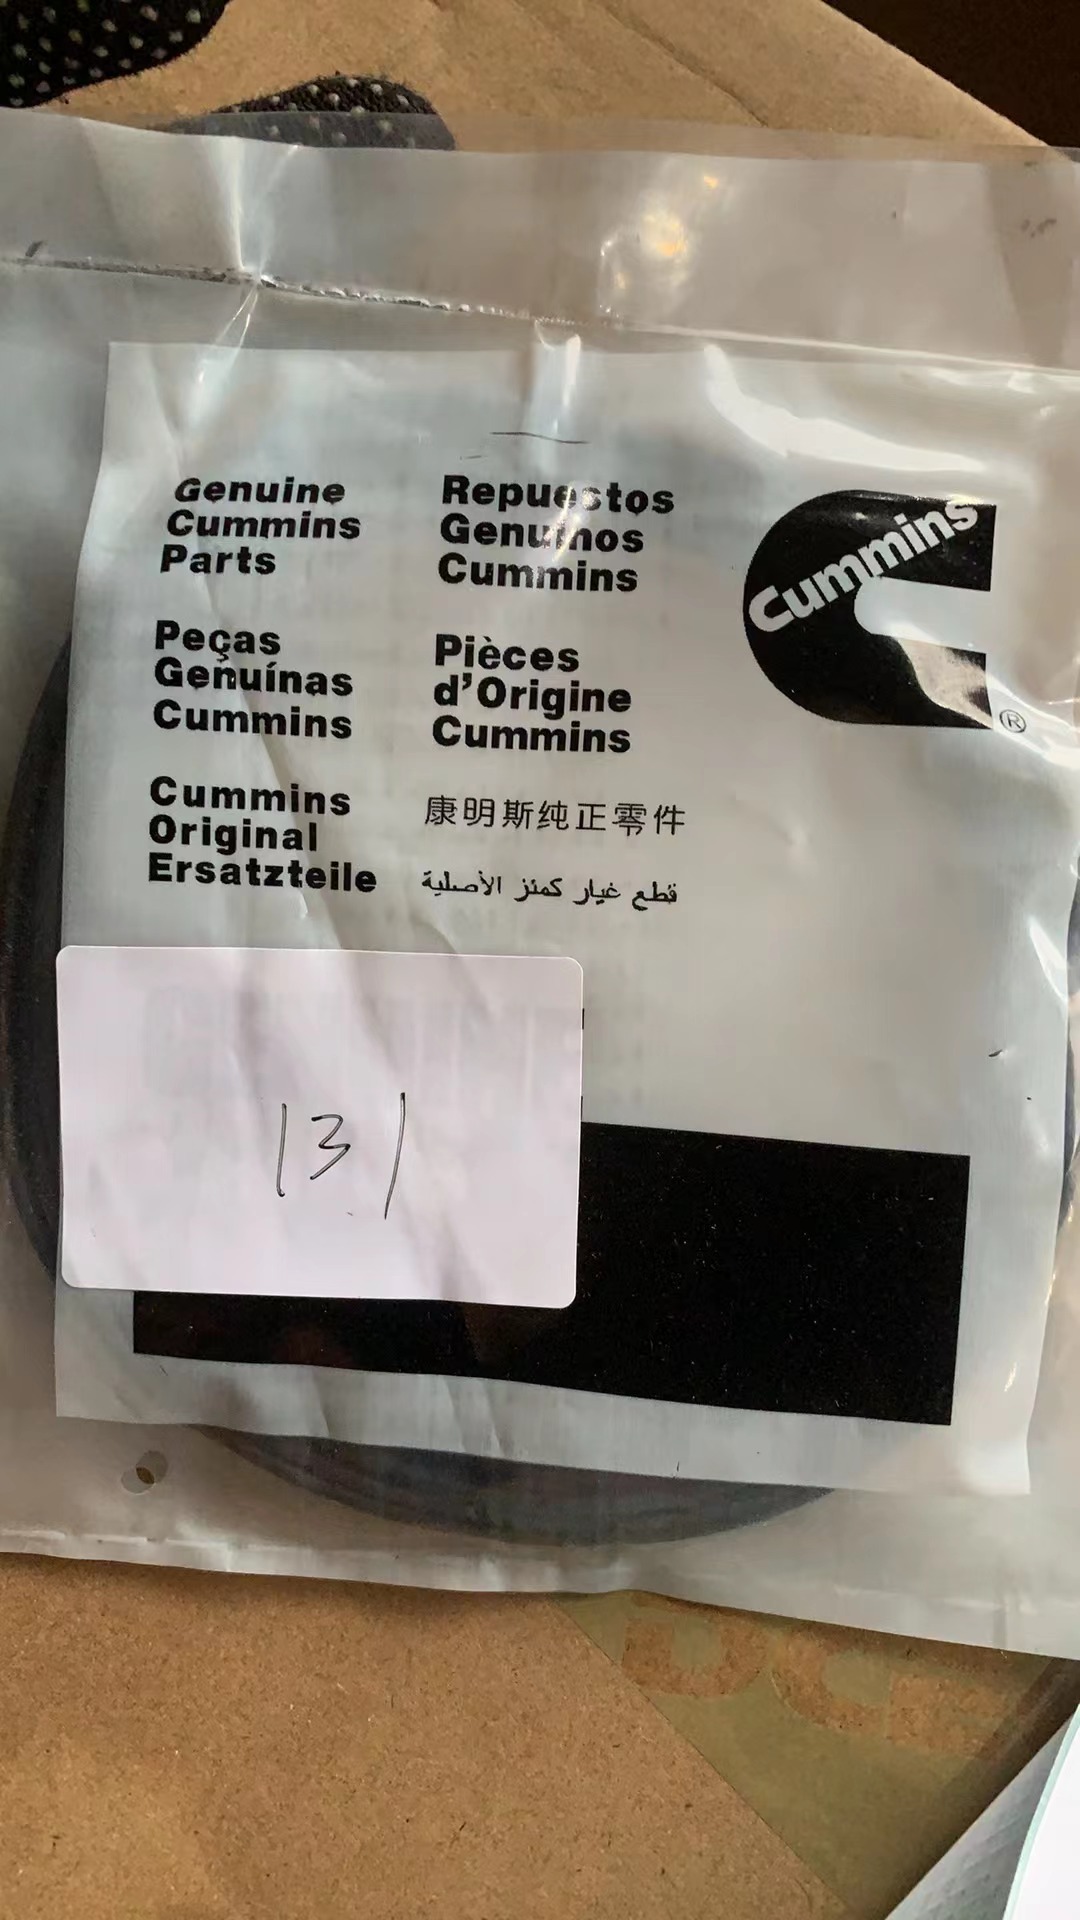 Genuine
Cummins
Parts
Repuestos
Genuinos
Cummins
Cummins
®
Peças
Genuínas
Cummins
Pièces
d'Origine
Cummins
Cummins
Original
Ersatzteile
康明斯纯正零件
قطع غيار كمنز الأصلية
131